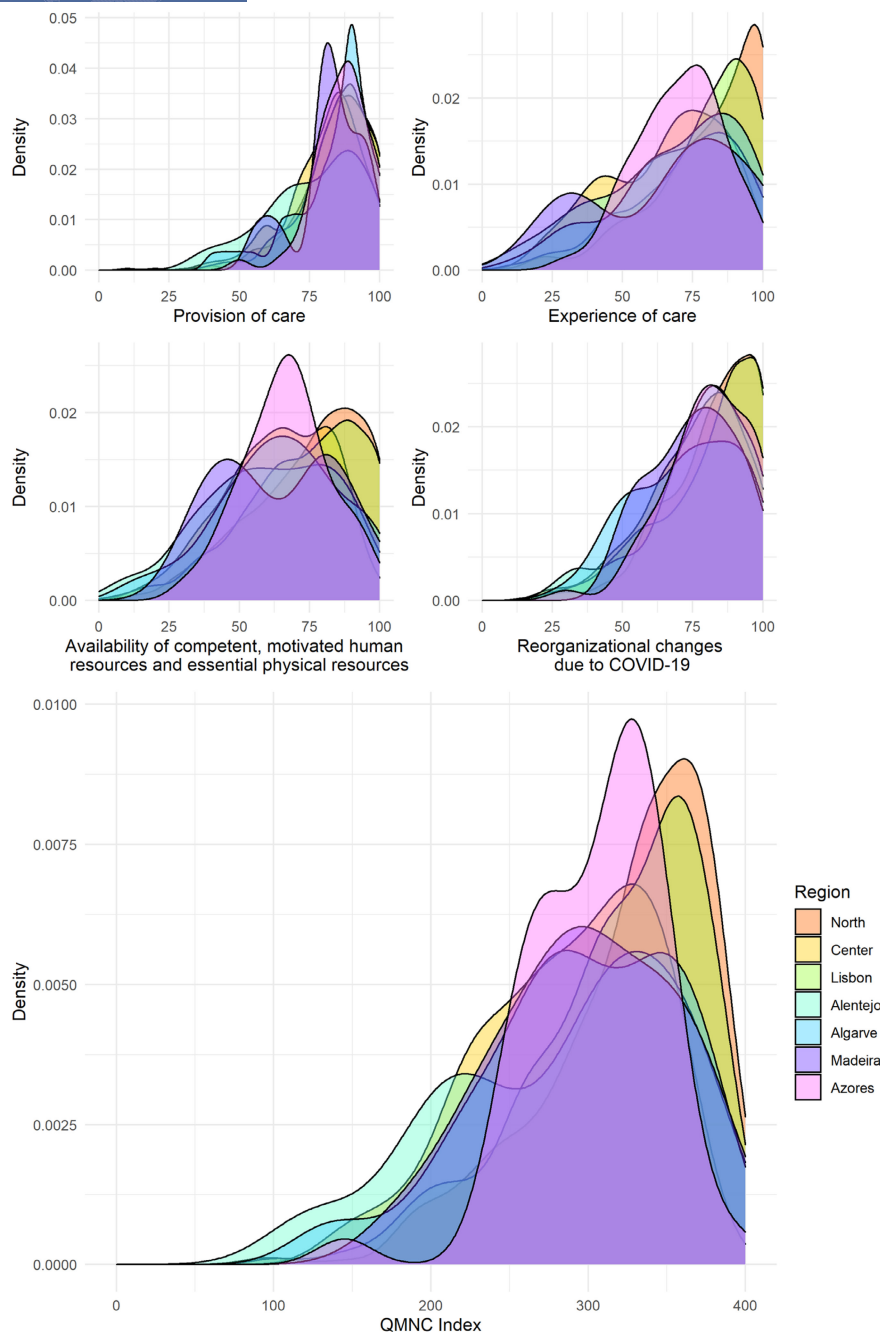 0.05
0.04
0.03
0.02
0.01
0.00
Density
0 25 50 75 100
Provision of care
0.02
0.01
0.00
Density
0 25 50 75 100
Experience of care
0.02
0.01
0.00
Density
0 25 50 75 100
Availability of competent, motivated human
resources and essential physical resources
0.02
0.01
0.00
Density
0 25 50 75 100
Reorganizational changes
due to COVID-19
0.0100
0.0075
0.0050
0.0025
0.0000
Density
0 100 200 300 400
QMNC Index
Region
North
Center
Lisbon
Alentejo
Algarve
Madeira
Azores